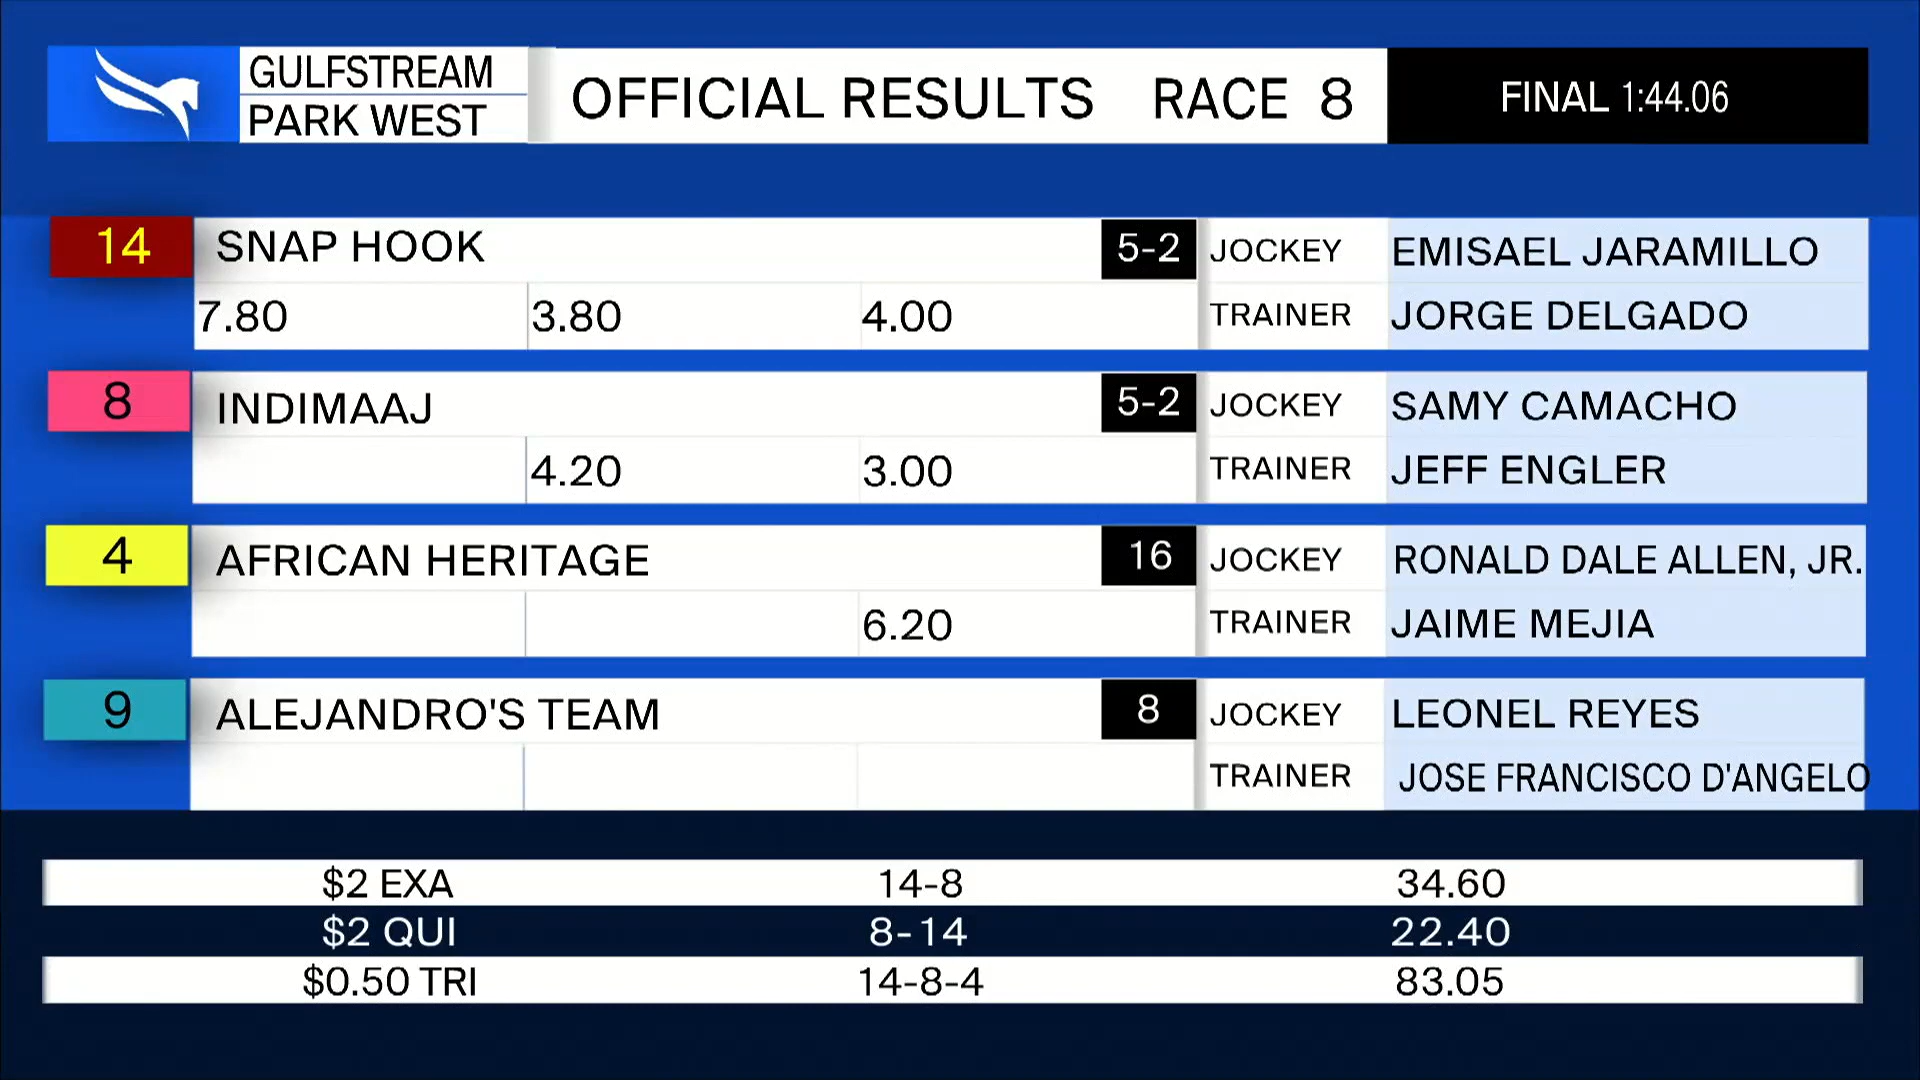 GULFSTREAM
PARK WEST
OFFICIAL RESULTS RACE 8
FINAL 1:44.06
14 SNAP HOOK 5-2 JOCKEY EMISAEL JARAMILLO
7.80 3.80 4.00 TRAINER JORGE DELGADO
8 INDIMAAJ 5-2 JOCKEY SAMY CAMACHO
4.20 3.00 TRAINER JEFF ENGLER
4 AFRICAN HERITAGE 16 JOCKEY RONALD DALE ALLEN, JR.
6.20 TRAINER JAIME MEJIA
9 ALEJANDRO'S TEAM 8 JOCKEY LEONEL REYES
TRAINER JOSE FRANCISCO D'ANGELO
$2 EXA 14-8 34.60
$2 QUI 8-14 22.40
$0.50 TRI 14-8-4 83.05